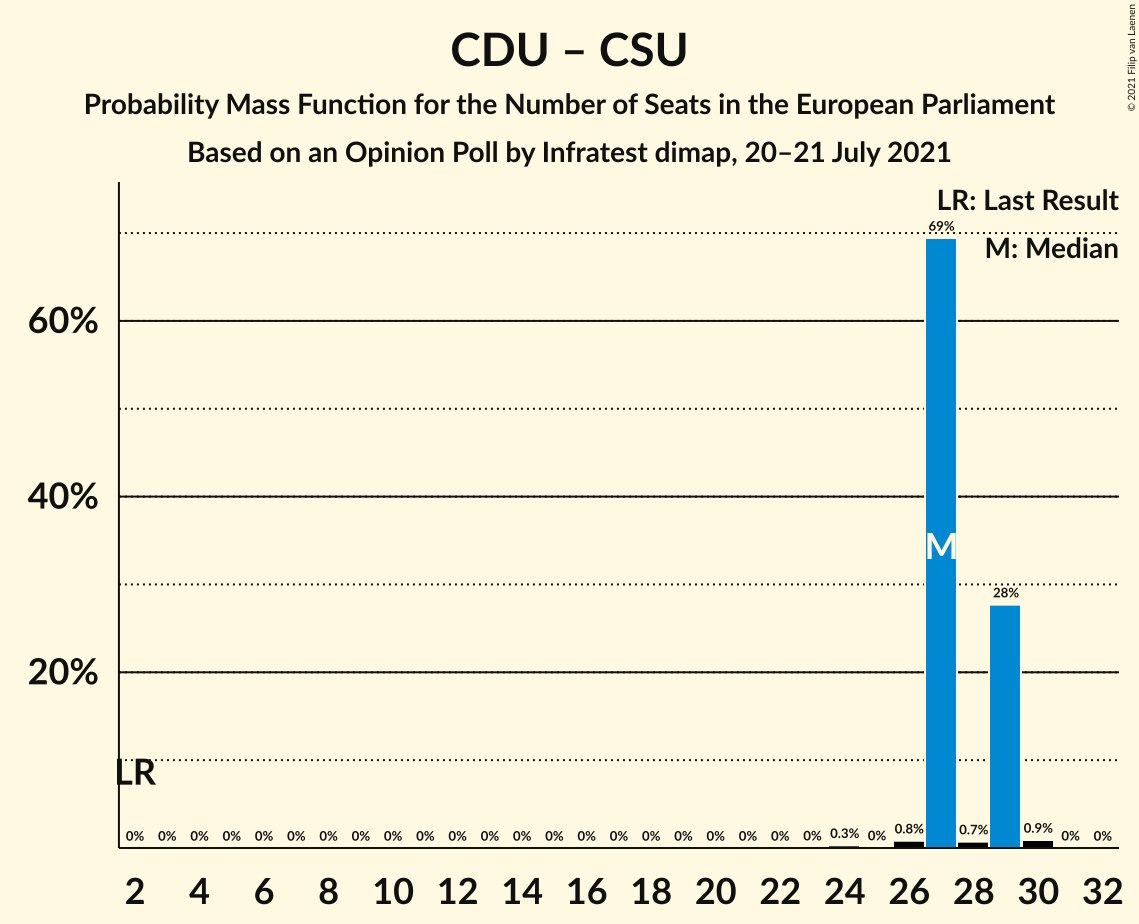 CDU – CSU
Probability Mass Function for the Number of Seats in the European Parliament
Based on an Opinion Poll by Infratest dimap, 20–21 July 2021
© 2021 Filip van Laenen
LR: Last Result
M: Median
69%
60%
40%
M
28%
20%
LR
0% 0% 0% 0% 0% 0% 0% 0% 0% 0% 0% 0% 0% 0% 0% 0% 0% 0% 0% 0% 0% 0% 0.3% 0% 0.8% 0.7% 0.9% 0% 0%
2 4 6 8 10 12 14 16 18 20 22 24 26 28 30 32